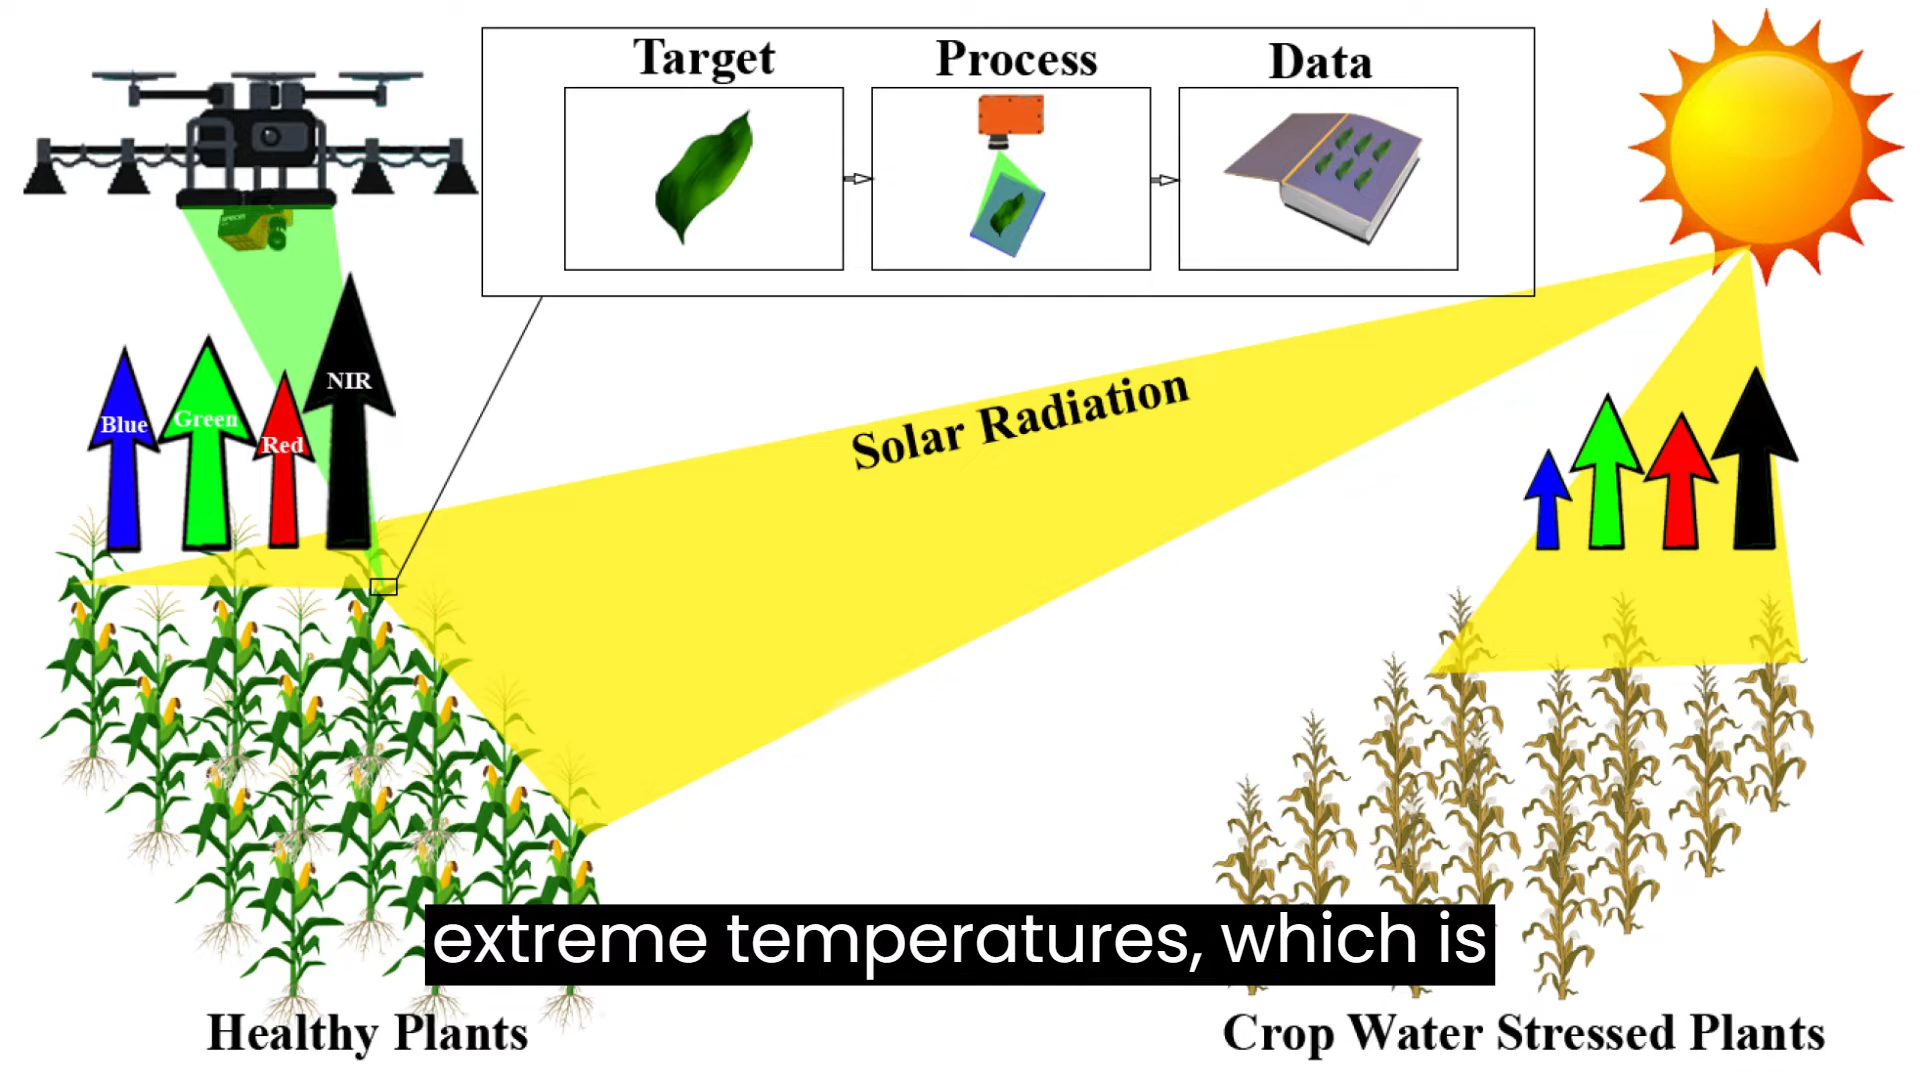 Target
Process
Data
Blue
Green
Red
NIR
Solar Radiation
extreme temperatures, which is
Healthy Plants
Crop Water Stressed Plants